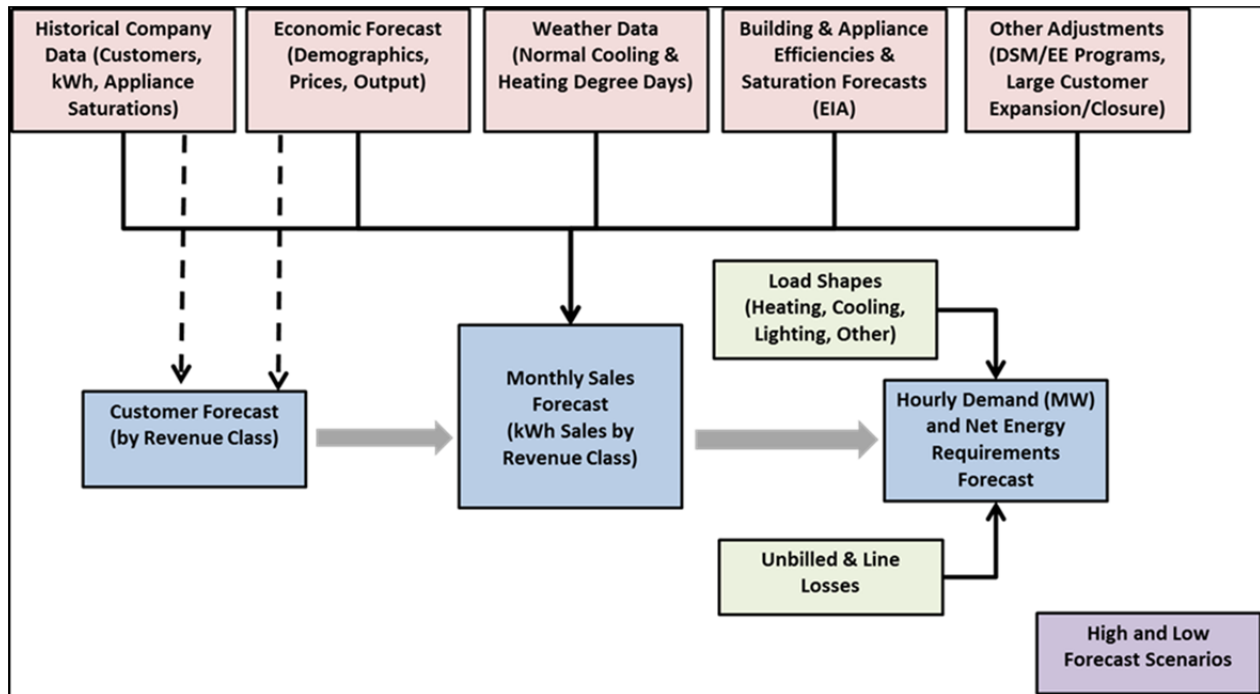 Historical Company
Data (Customers,
kWh, Appliance
Saturations)
Economic Forecast
(Demographics,
Prices, Output)
Weather Data
(Normal Cooling &
Heating Degree Days)
Building & Appliance
Efficiencies &
Saturation Forecasts
(EIA)
Other Adjustments
(DSM/EE Programs,
Large Customer
Expansion/Closure)
Load Shapes
(Heating, Cooling,
Lighting, Other)
Customer Forecast
(by Revenue Class)
Monthly Sales
Forecast
(kWh Sales by
Revenue Class)
Hourly Demand (MW)
and Net Energy
Requirements
Forecast
Unbilled & Line
Losses
High and Low
Forecast Scenarios